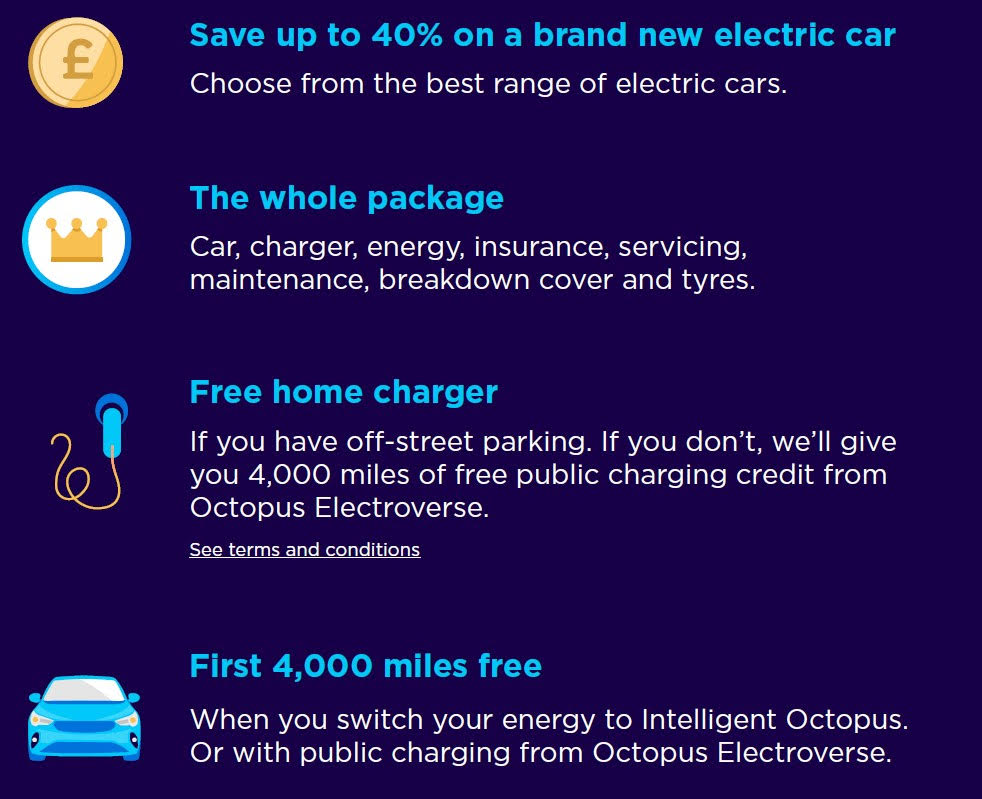 £
Save up to 40% on a brand new electric car
Choose from the best range of electric cars.
The whole package
Car, charger, energy, insurance, servicing,
maintenance, breakdown cover and tyres.
Free home charger
If you have off-street parking. If you don’t, we’ll give
you 4,000 miles of free public charging credit from
Octopus Electroverse.
See terms and conditions
First 4,000 miles free
When you switch your energy to Intelligent Octopus.
Or with public charging from Octopus Electroverse.